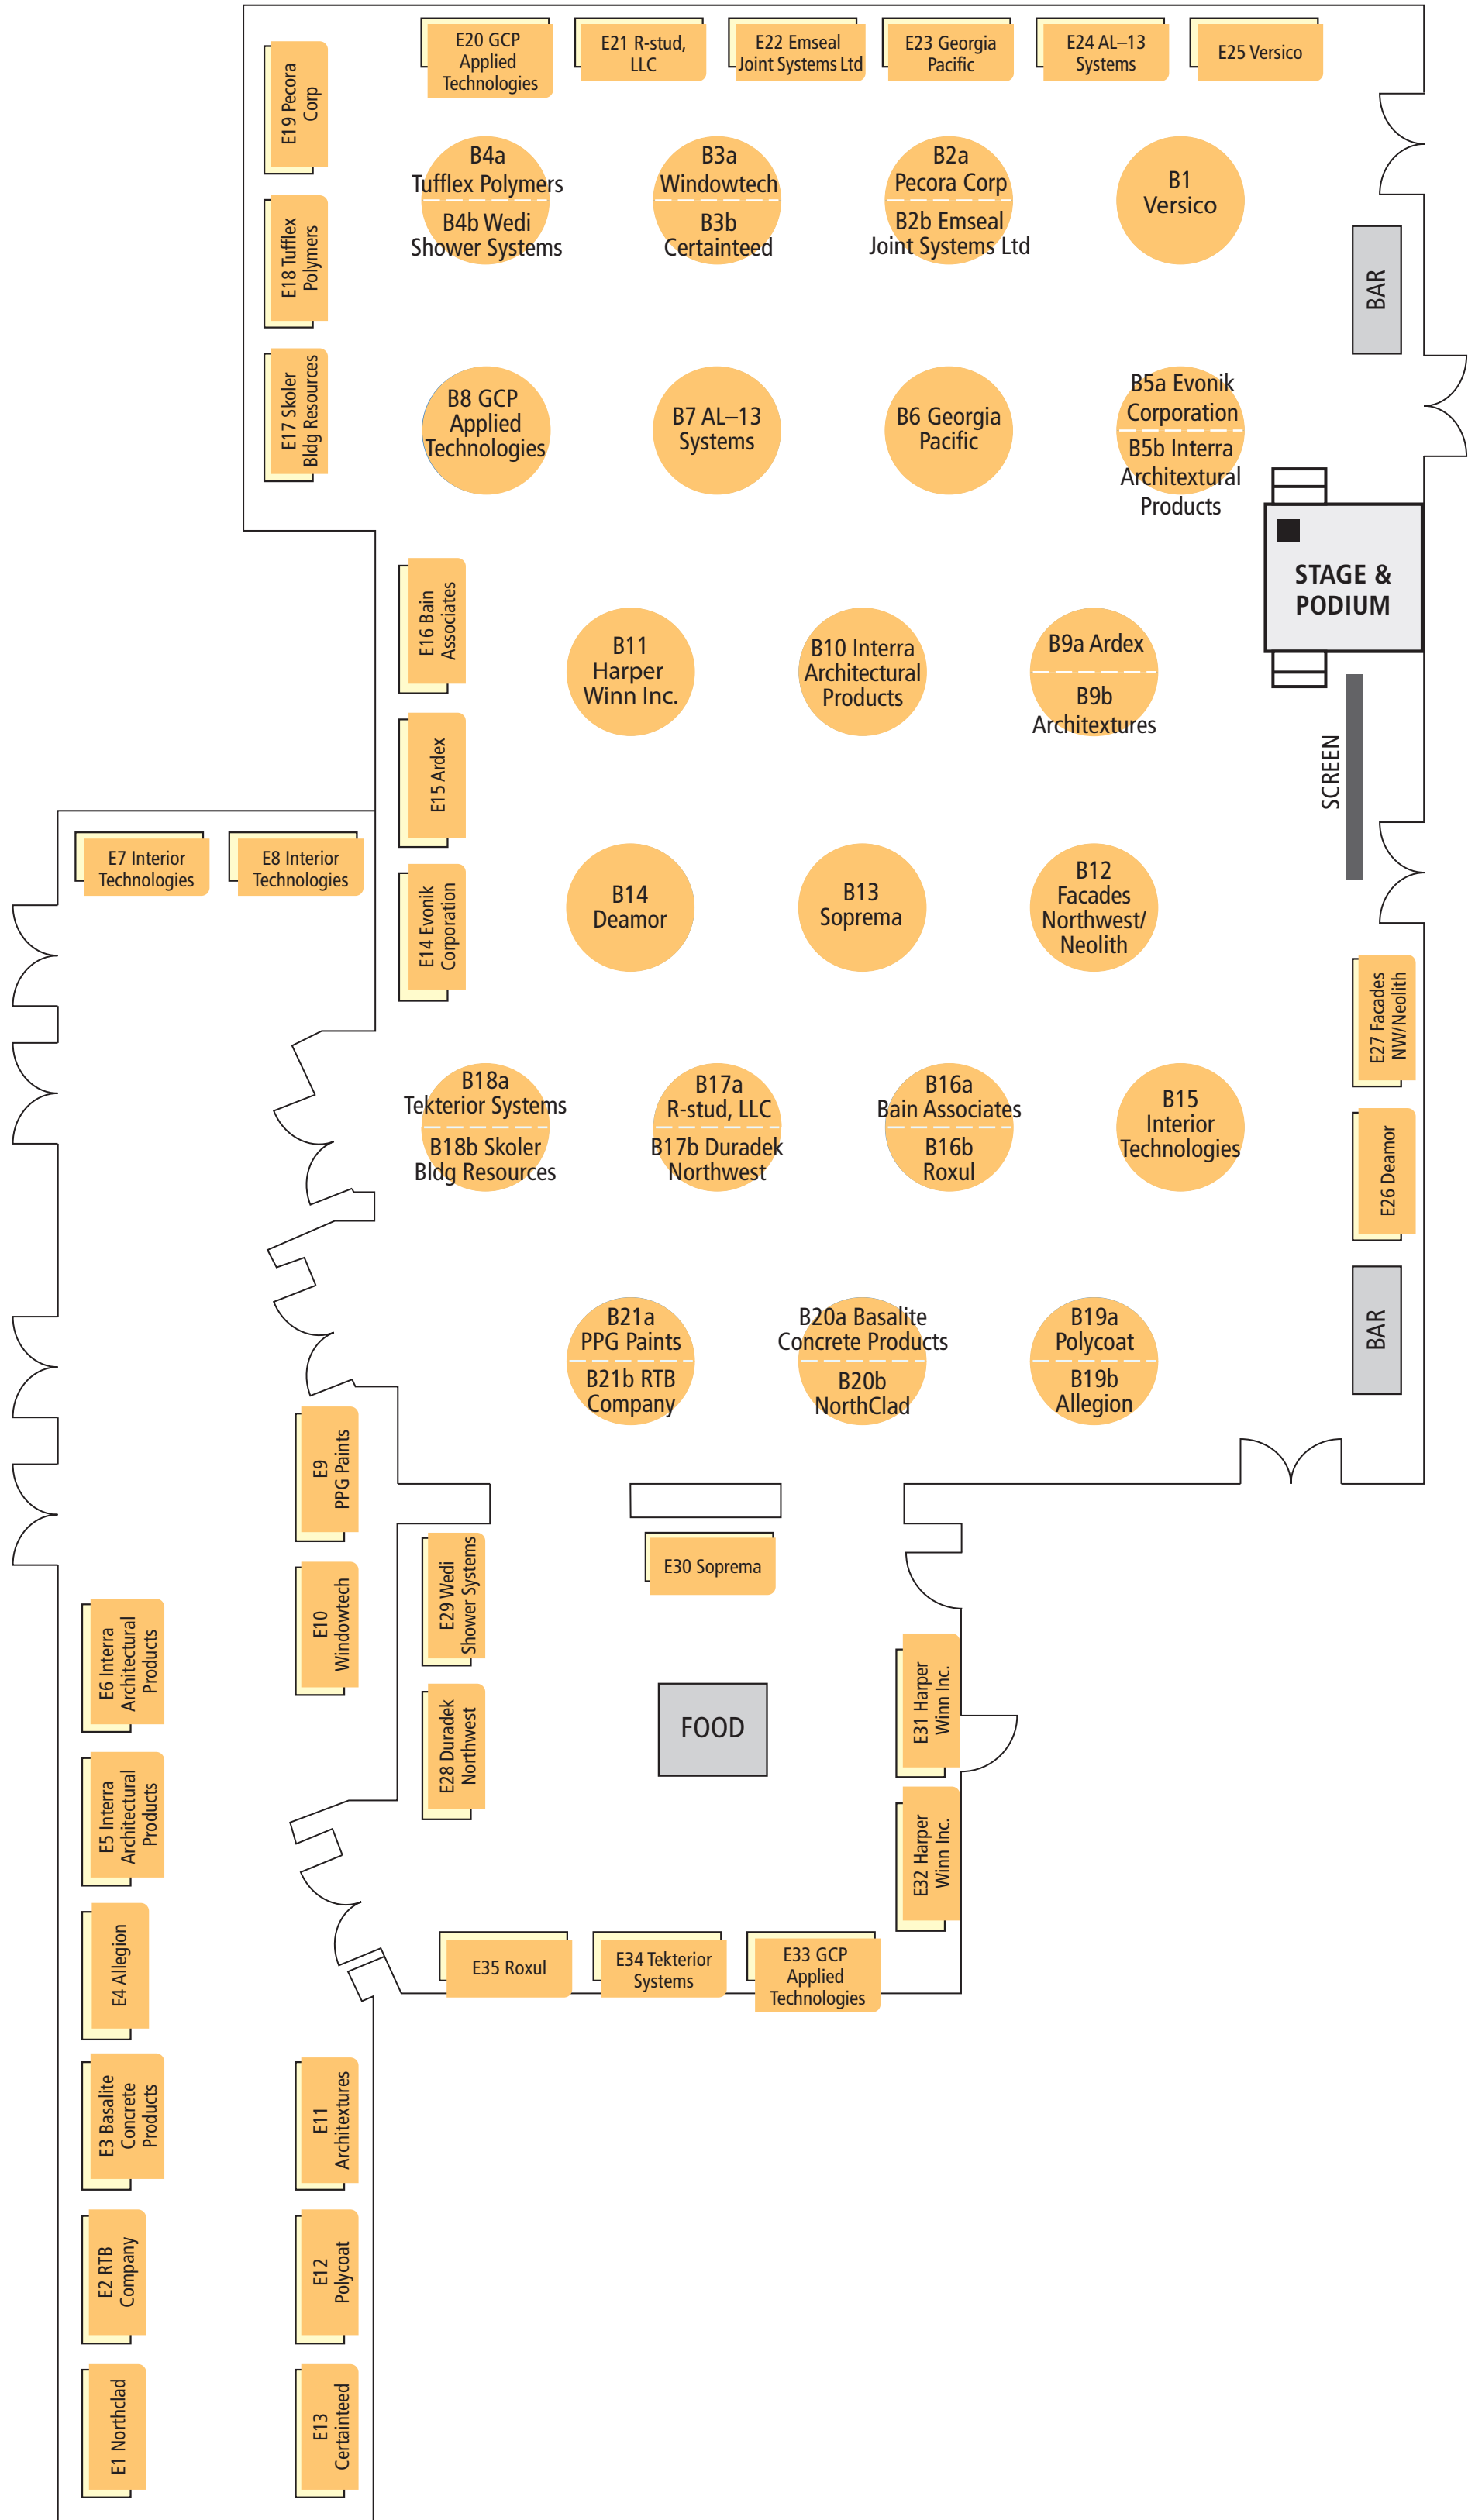 E20 GCP
Applied
Technologies
E21 R-stud,
LLC
E22 Emseal
Joint Systems Ltd
E23 Georgia
Pacific
E24 AL–13
Systems
E25 Versico
E19 Pecora
Corp
E18 Tufflex
Polymers
E17 Skoler
Bldg Resources
B4a
Tufflex Polymers
B4b Wedi
Shower Systems
B3a
Windowtech
B3b
Certainteed
B2a
Pecora Corp
B2b Emseal
Joint Systems Ltd
B1
Versico
BAR
B8 GCP
Applied
Technologies
B7 AL–13
Systems
B6 Georgia
Pacific
B5a Evonik
Corporation
B5b Interra
Architextural
Products
STAGE &
PODIUM
E16 Bain
Associates
E15 Ardex
E14 Evonik
Corporation
B11
Harper
Winn Inc.
B10 Interra
Architectural
Products
B9a Ardex
B9b
Architextures
SCREEN
E7 Interior
Technologies
E8 Interior
Technologies
B14
Deamor
B13
Soprema
B12
Facades
Northwest/
Neolith
E27 Facades
NW/Neolith
E26 Deamor
B18a
Tekterior Systems
B18b Skoler
Bldg Resources
B17a
R-stud, LLC
B17b Duradek
Northwest
B16a
Bain Associates
B16b
Roxul
B15
Interior
Technologies
B21a
PPG Paints
B21b RTB
Company
B20a Basalite
Concrete Products
B20b
NorthClad
B19a
Polycoat
B19b
Allegion
BAR
E9
PPG Paints
E10
Windowtech
E29 Wedi
Shower Systems
E28 Duradek
Northwest
E30 Soprema
FOOD
E31 Harper
Winn Inc.
E32 Harper
Winn Inc.
E6 Interra
Architectural
Products
E5 Interra
Architectural
Products
E4 Allegion
E35 Roxul
E34 Tekterior
Systems
E33 GCP
Applied
Technologies
E3 Basalite
Concrete
Products
E11
Architextures
E2 RTB
Company
E12
Polycoat
E1 Northclad
E13
Certainteed